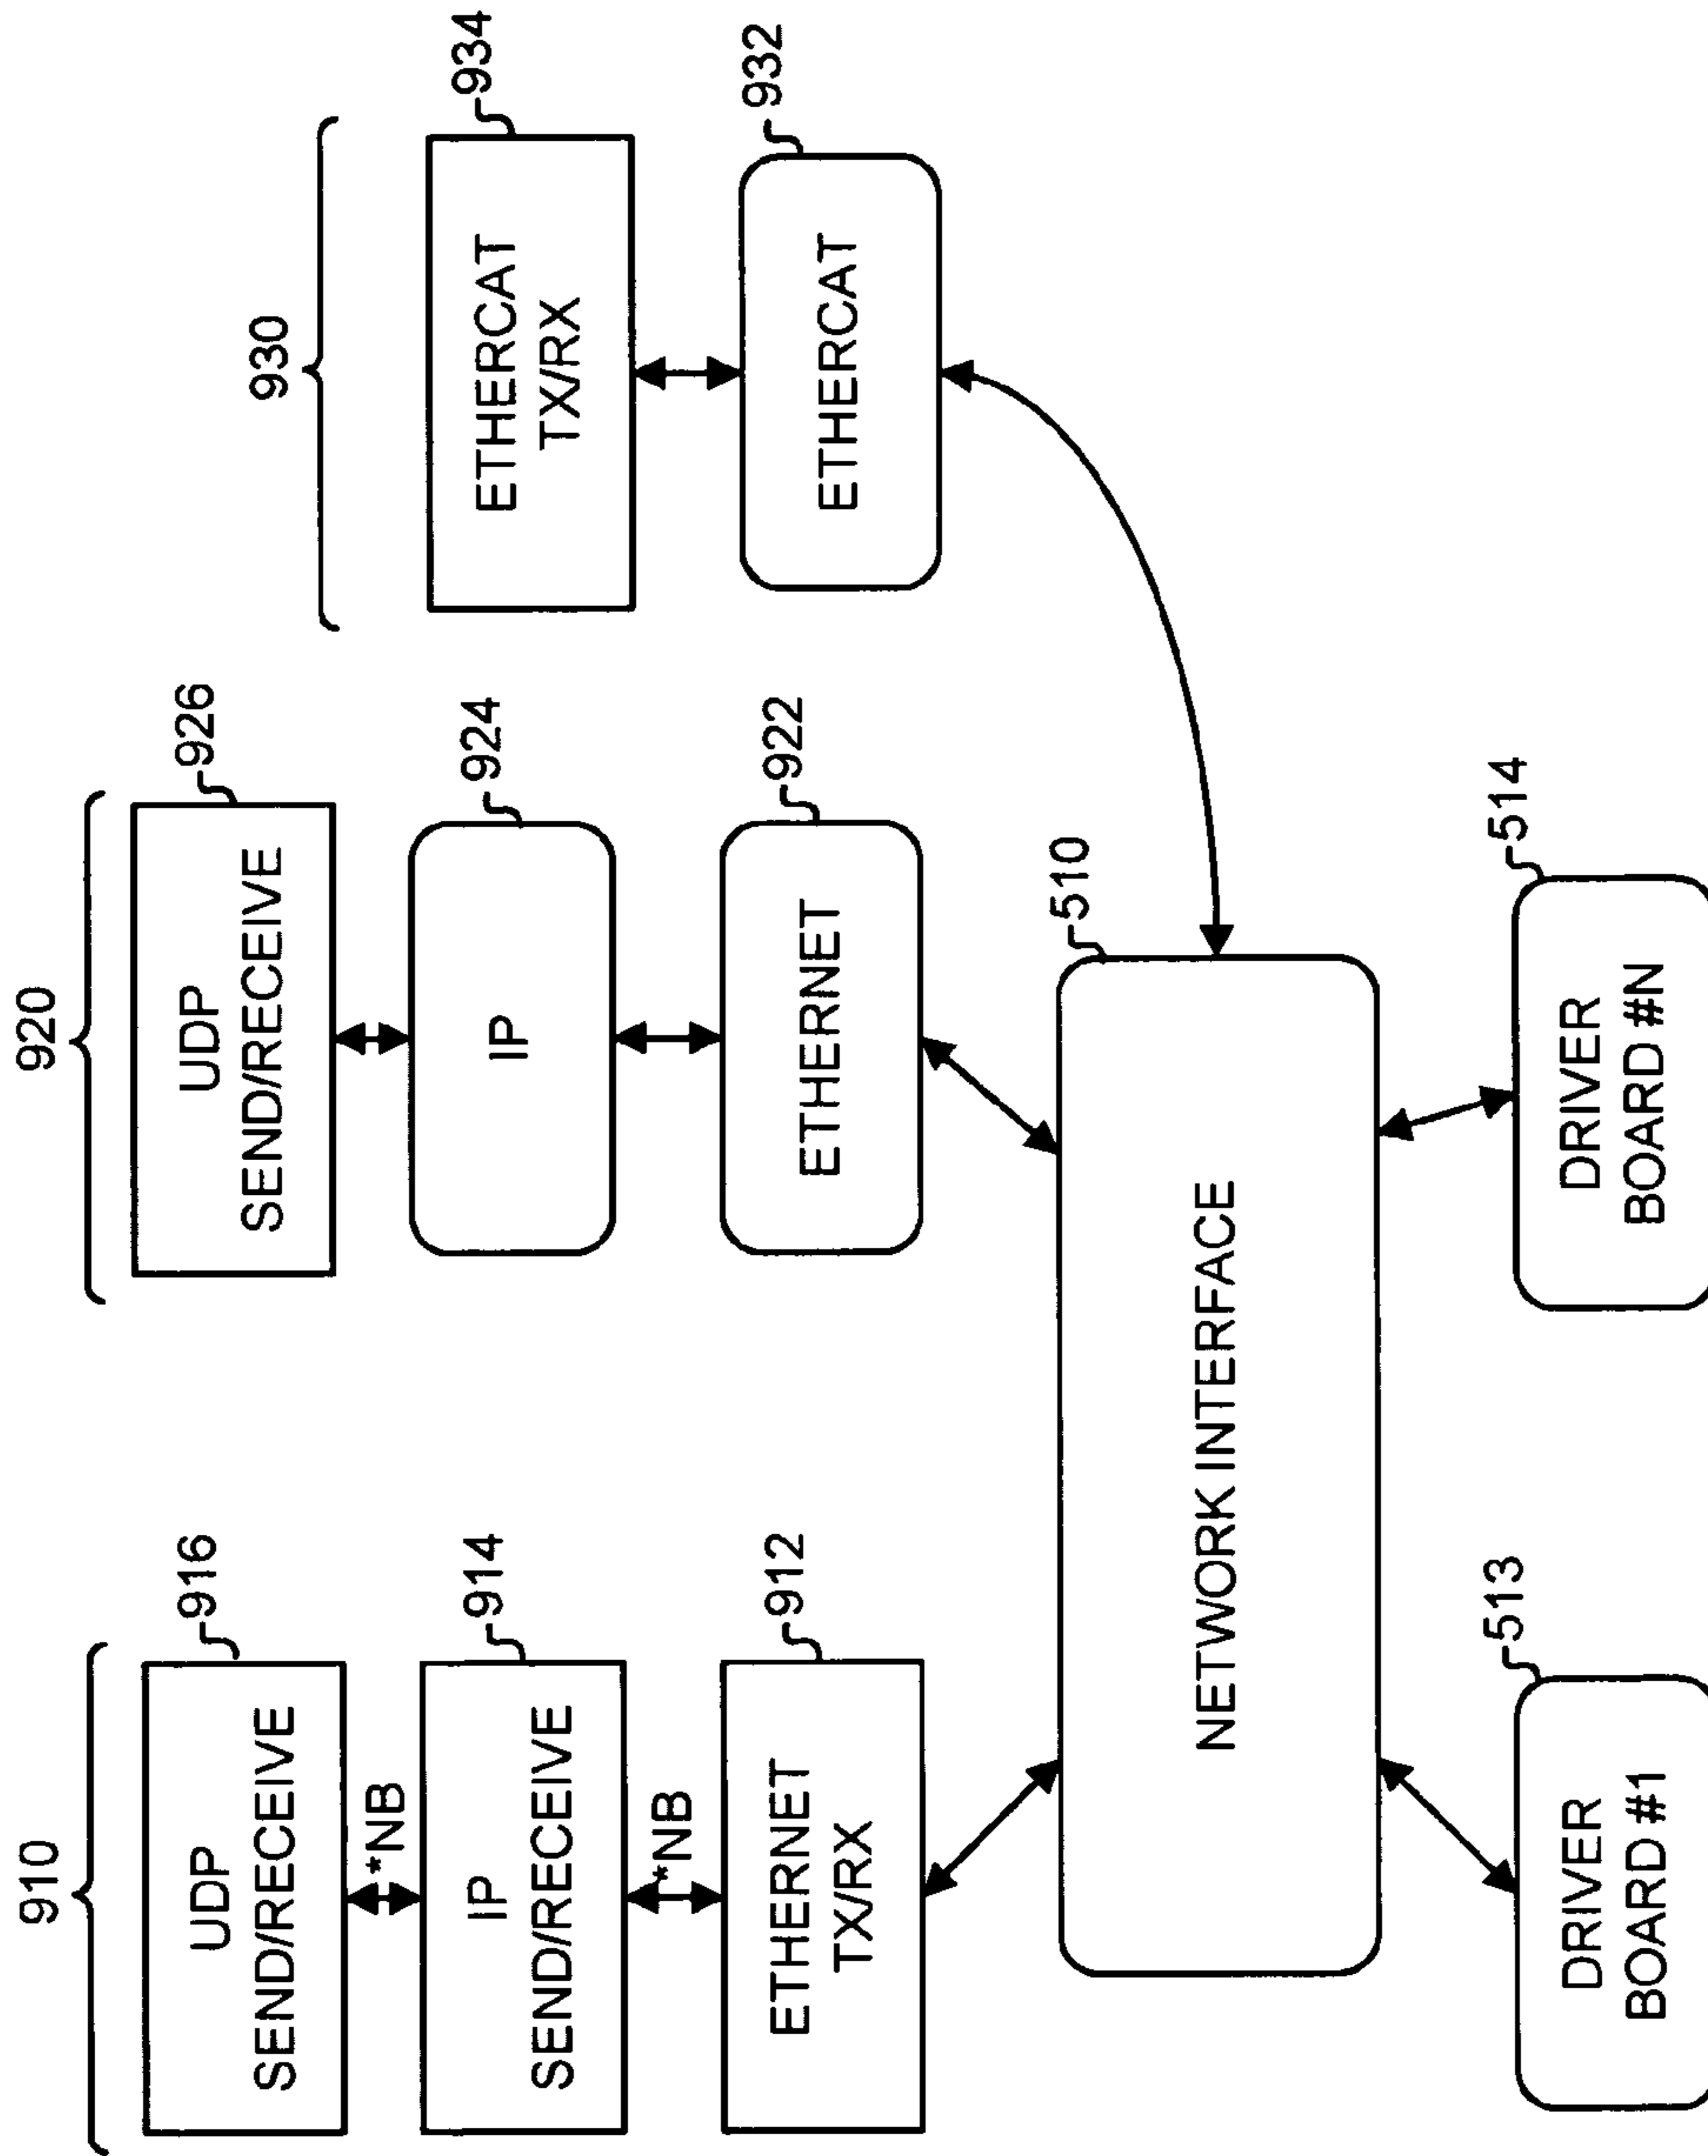 910
920
930
UDP
SEND/RECEIVE
916
*NB
IP
SEND/RECEIVE
914
*NB
ETHERNET
TX/RX
912
UDP
SEND/RECEIVE
926
IP
924
ETHERNET
922
ETHERCAT
TX/RX
934
ETHERCAT
932
NETWORK INTERFACE
510
DRIVER
BOARD #1
513
DRIVER
BOARD #N
514